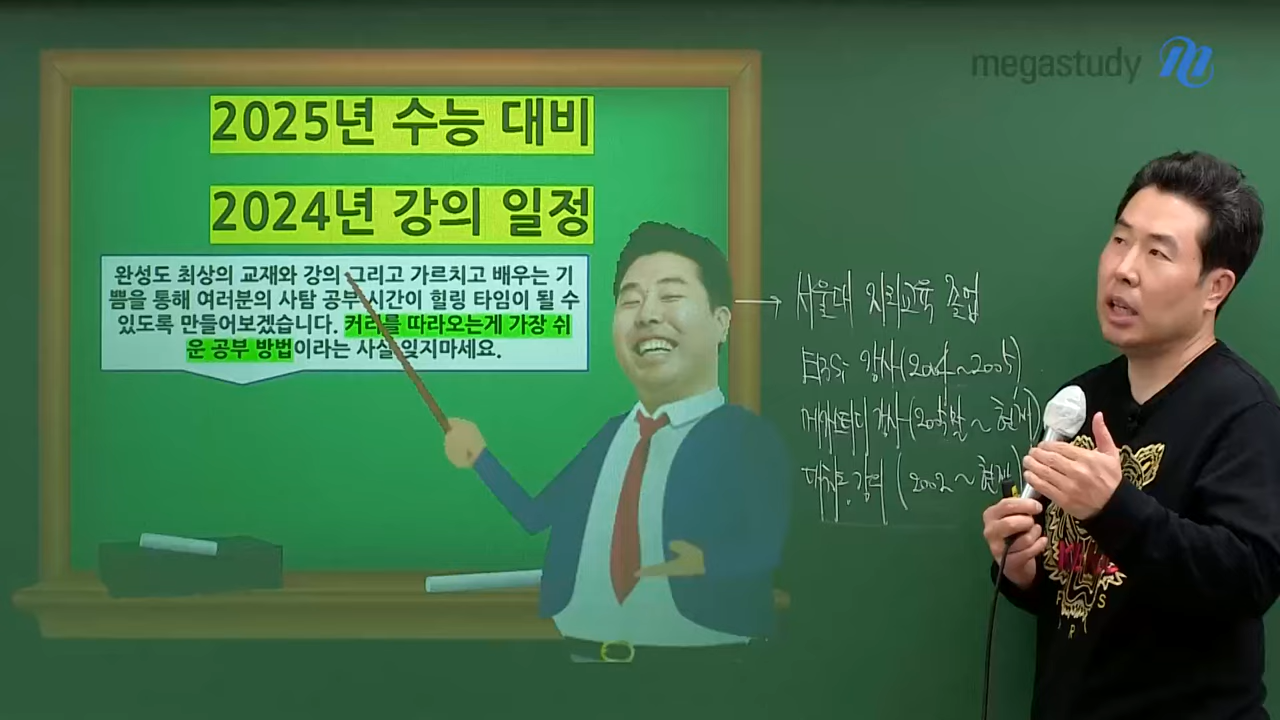 megastudy
2025년 수능 대비
2024년 강의 일정
완성도 최상의 교재와 강의 그리고 가르치고 배우는 기
쁨을 통해 여러분의 사탐 공부 시간이 힐링 타임이 될 수
있도록 만들어보겠습니다. 커리를 따라오는게 가장 쉬
운 공부 방법이라는 사실 잊지마세요.
→ 서울대 사회교육 졸업
EBSi 강사 (2004~2005)
메가스터디 강사 (2005말 ~ 현재)
대치동 강의 (2002 ~ 현재)